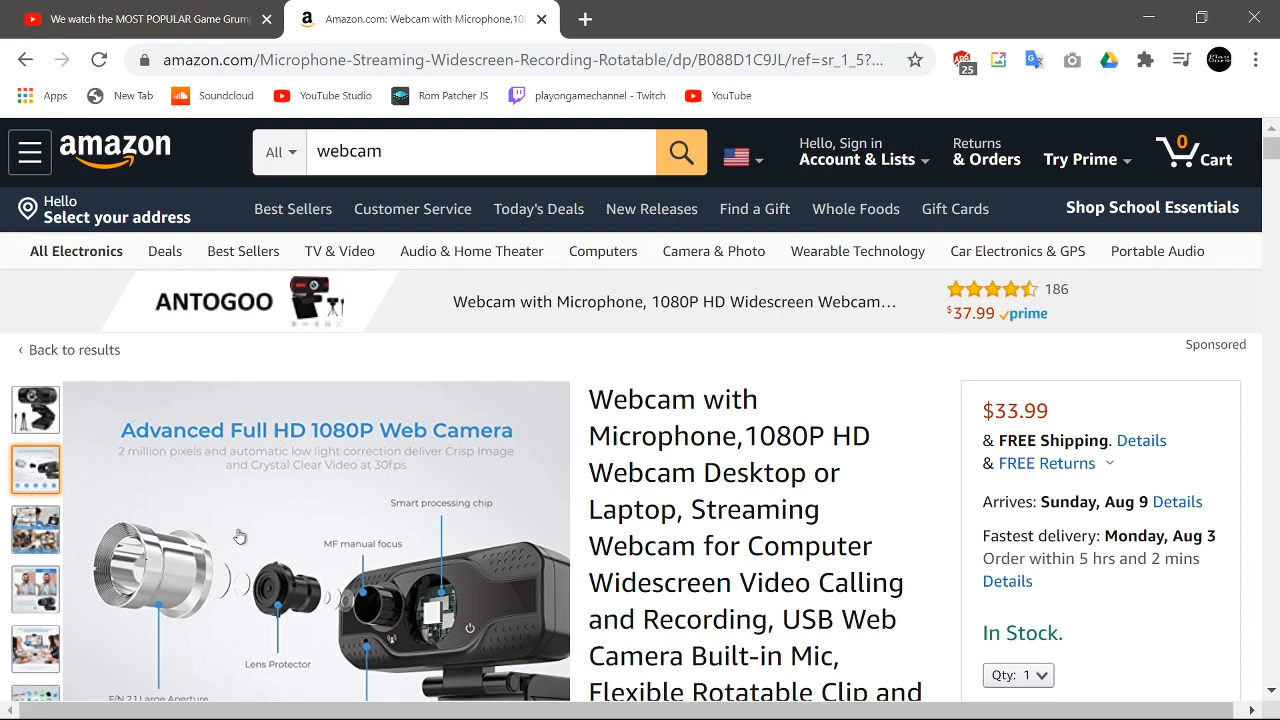 We watch the MOST POPULAR Game Grum
Amazon.com: Webcam with Microphone,10
amazon.com/Microphone-Streaming-Widescreen-Recording-Rotatable/dp/B088D1C9JL/ref=sr_1_5?...
25
Apps
New Tab
Soundcloud
YouTube Studio
Rom Patcher JS
playongamechannel - Twitch
YouTube
amazon
All
webcam
Hello, Sign in
Account & Lists
Returns
& Orders
Try Prime
0
Cart
Hello
Select your address
Best Sellers
Customer Service
Today's Deals
New Releases
Find a Gift
Whole Foods
Gift Cards
Shop School Essentials
All Electronics
Deals
Best Sellers
TV & Video
Audio & Home Theater
Computers
Camera & Photo
Wearable Technology
Car Electronics & GPS
Portable Audio
ANTOGOO
Webcam with Microphone, 1080P HD Widescreen Webcam…
186
$37.99 prime
‹ Back to results
Sponsored
Advanced Full HD 1080P Web Camera
2 million pixels and automatic low light correction deliver Crisp Image
and Crystal Clear Video at 30fps
Smart processing chip
MF manual focus
Lens Protector
F/N 2.1 Large Aperture
Webcam with
Microphone,1080P HD
Webcam Desktop or
Laptop, Streaming
Webcam for Computer
Widescreen Video Calling
and Recording, USB Web
Camera Built-in Mic,
Flexible Rotatable Clip and
$33.99
& FREE Shipping. Details
& FREE Returns
Arrives: Sunday, Aug 9 Details
Fastest delivery: Monday, Aug 3
Order within 5 hrs and 2 mins
Details
In Stock.
Qty: 1